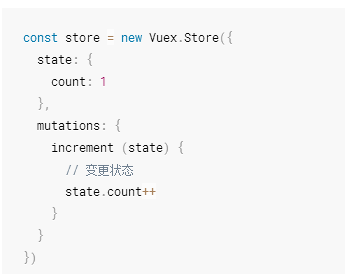 const store = new Vuex.Store({
  state: {
    count: 1
  },
  mutations: {
    increment (state) {
      // 变更状态
      state.count++
    }
  }
})